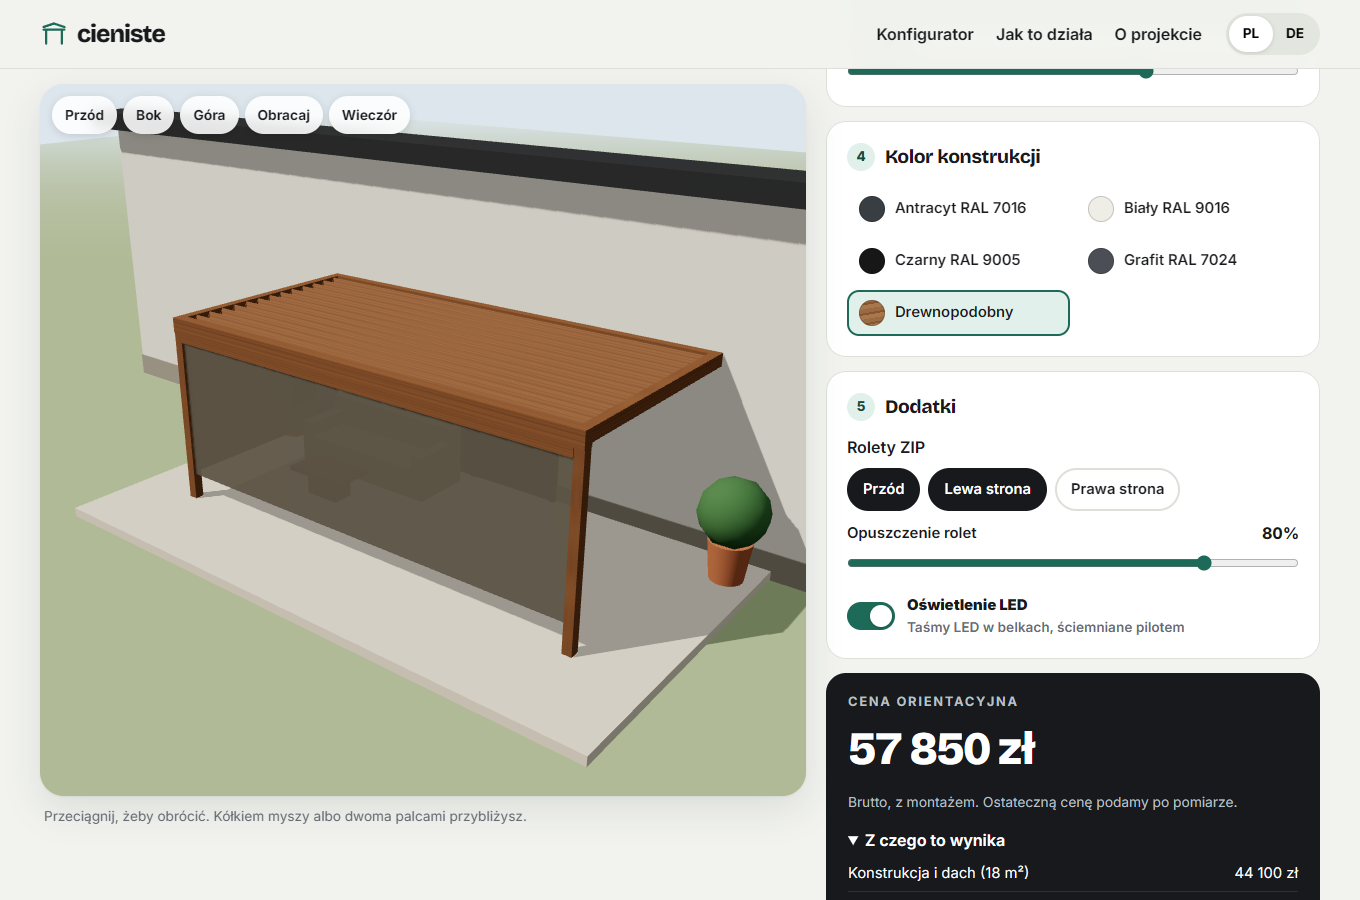 cieniste
Konfigurator
Jak to działa
O projekcie
PL
DE
Przód
Bok
Góra
Obracaj
Wieczór
Przeciągnij, żeby obrócić. Kółkiem myszy albo dwoma palcami przybliżysz.
4
Kolor konstrukcji
Antracyt RAL 7016
Biały RAL 9016
Czarny RAL 9005
Grafit RAL 7024
Drewnopodobny
5
Dodatki
Rolety ZIP
Przód
Lewa strona
Prawa strona
Opuszczenie rolet
80%
Oświetlenie LED
Taśmy LED w belkach, ściemniane pilotem
CENA ORIENTACYJNA
57 850 zł
Brutto, z montażem. Ostateczną cenę podamy po pomiarze.
Z czego to wynika
Konstrukcja i dach (18 m²)
44 100 zł